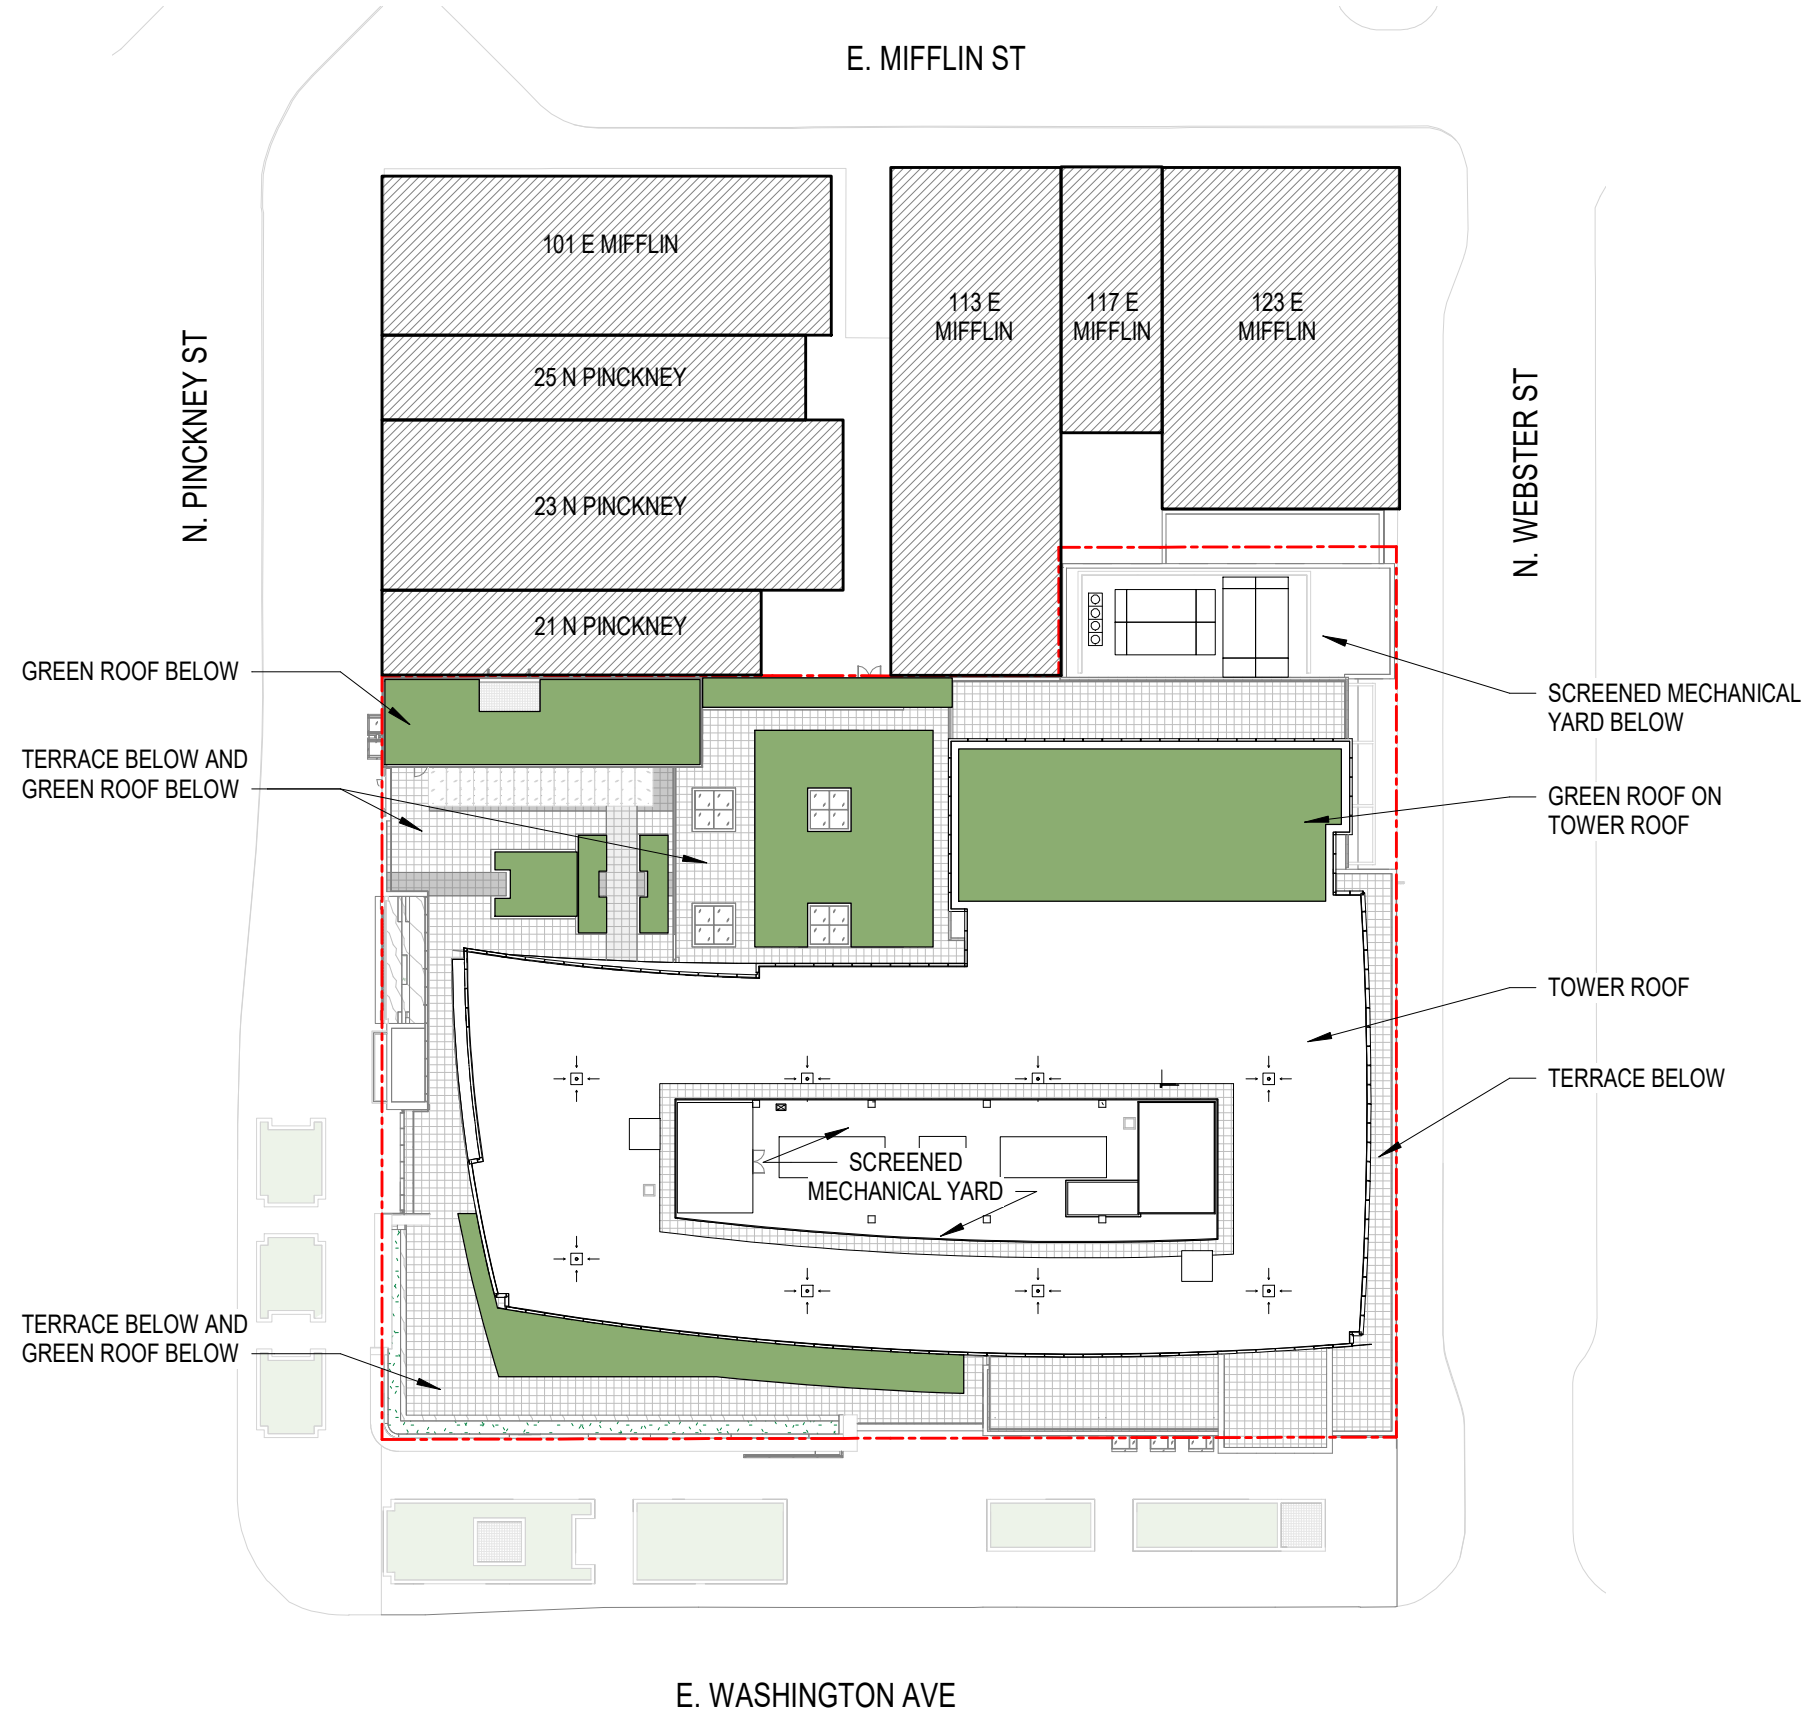 E. MIFFLIN ST
101 E MIFFLIN
113 E
MIFFLIN
117 E
MIFFLIN
123 E
MIFFLIN
25 N PINCKNEY
N. PINCKNEY ST
N. WEBSTER ST
23 N PINCKNEY
21 N PINCKNEY
GREEN ROOF BELOW
SCREENED MECHANICAL
YARD BELOW
TERRACE BELOW AND
GREEN ROOF BELOW
GREEN ROOF ON
TOWER ROOF
TOWER ROOF
TERRACE BELOW
SCREENED
MECHANICAL YARD
TERRACE BELOW AND
GREEN ROOF BELOW
E. WASHINGTON AVE